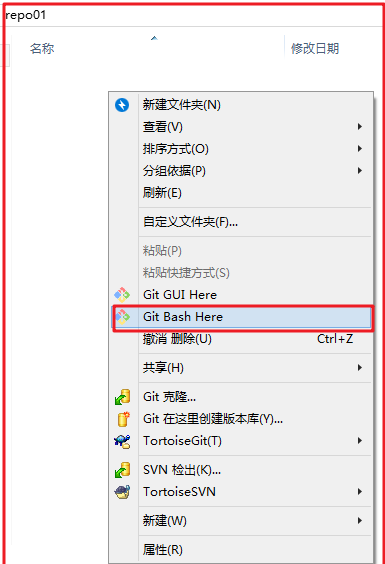 repo01
名称 修改日期
新建文件夹(N)
查看(V)
排序方式(O)
分组依据(P)
刷新(E)
自定义文件夹(F)...
粘贴(P)
粘贴快捷方式(S)
Git GUI Here
Git Bash Here
撤消 删除(U) Ctrl+Z
共享(H)
Git 克隆...
Git 在这里创建版本库(Y)...
TortoiseGit(T)
SVN 检出(K)...
TortoiseSVN
新建(W)
属性(R)